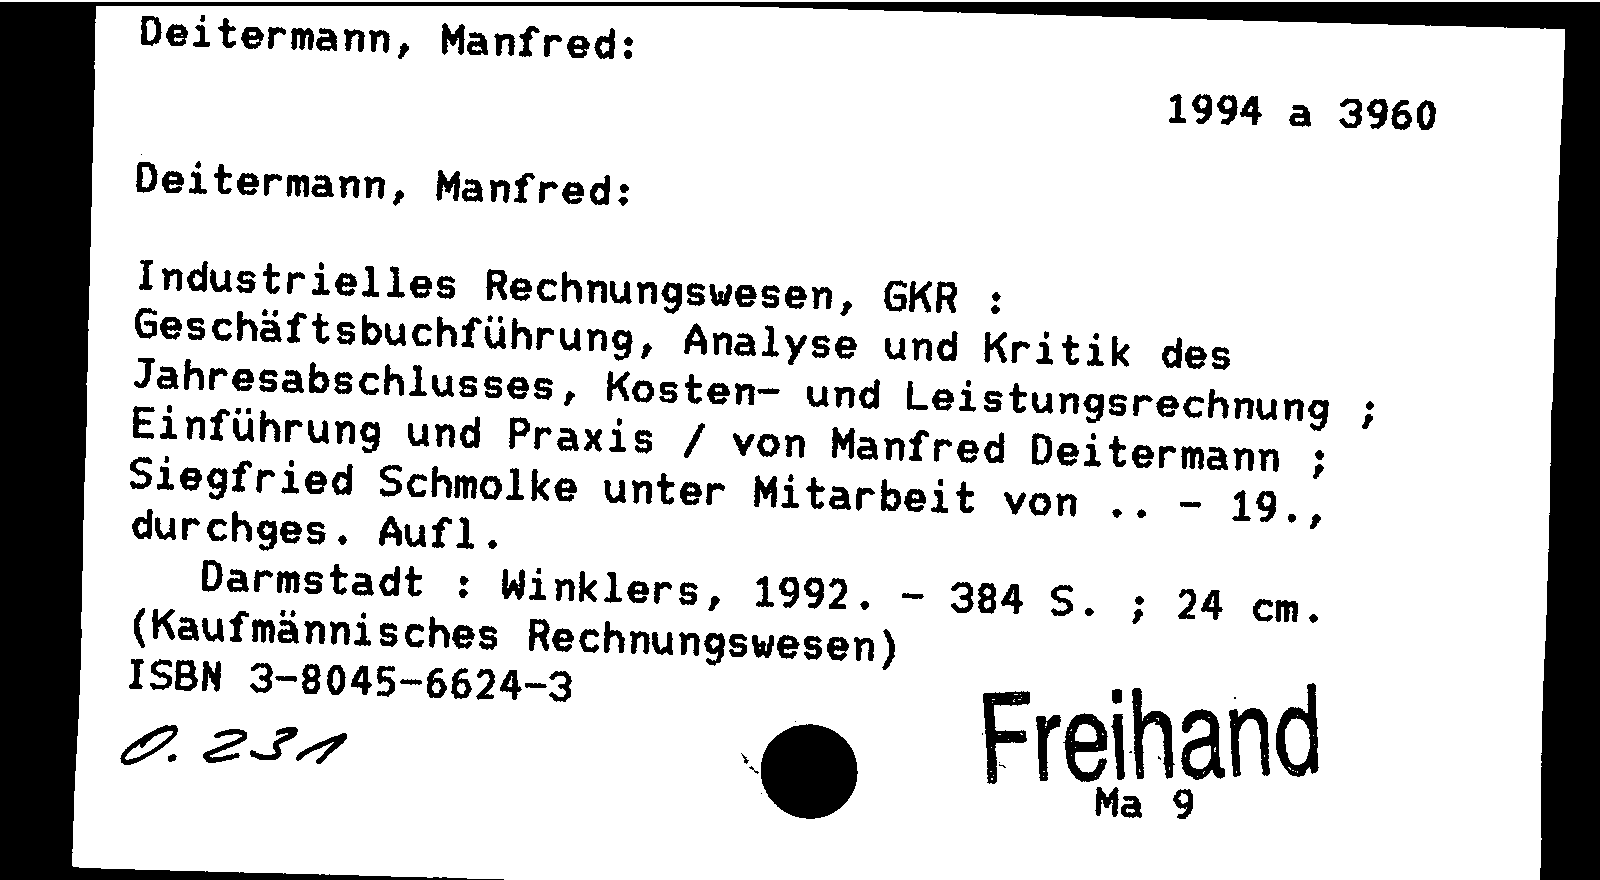 Deitermann, Manfred:
1994 a 3960
Deitermann, Manfred:
Industrielles Rechnungswesen, GKR :
Geschäftsbuchführung, Analyse und Kritik des
Jahresabschlusses, Kosten- und Leistungsrechnung ;
Einführung und Praxis / von Manfred Deitermann ;
Siegfried Schmolke unter Mitarbeit von .. - 19.,
durchges. Aufl.
Darmstadt : Winklers, 1992. - 384 S. ; 24 cm.
(Kaufmännisches Rechnungswesen)
ISBN 3-8045-6624-3
0.231
Freihand
Ma 9